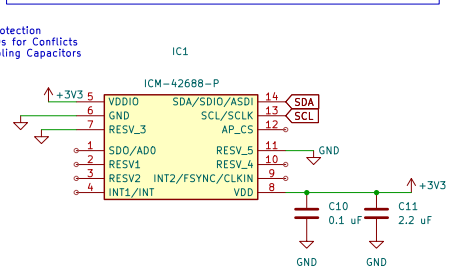 otection
es for Conflicts
ling Capacitors
IC1
ICM-42688-P
+3V3 5 VDDIO SDA/SDIO/ASDI 14 SDA
6 GND SCL/SCLK 13 SCL
7 RESV_3 AP_CS 12
1 SDO/AD0 RESV_5 11 GND
2 RESV1 RESV_4 10
3 RESV2 INT2/FSYNC/CLKIN 9
4 INT1/INT VDD 8 +3V3
C10 C11
0.1 uF 2.2 uF
GND GND